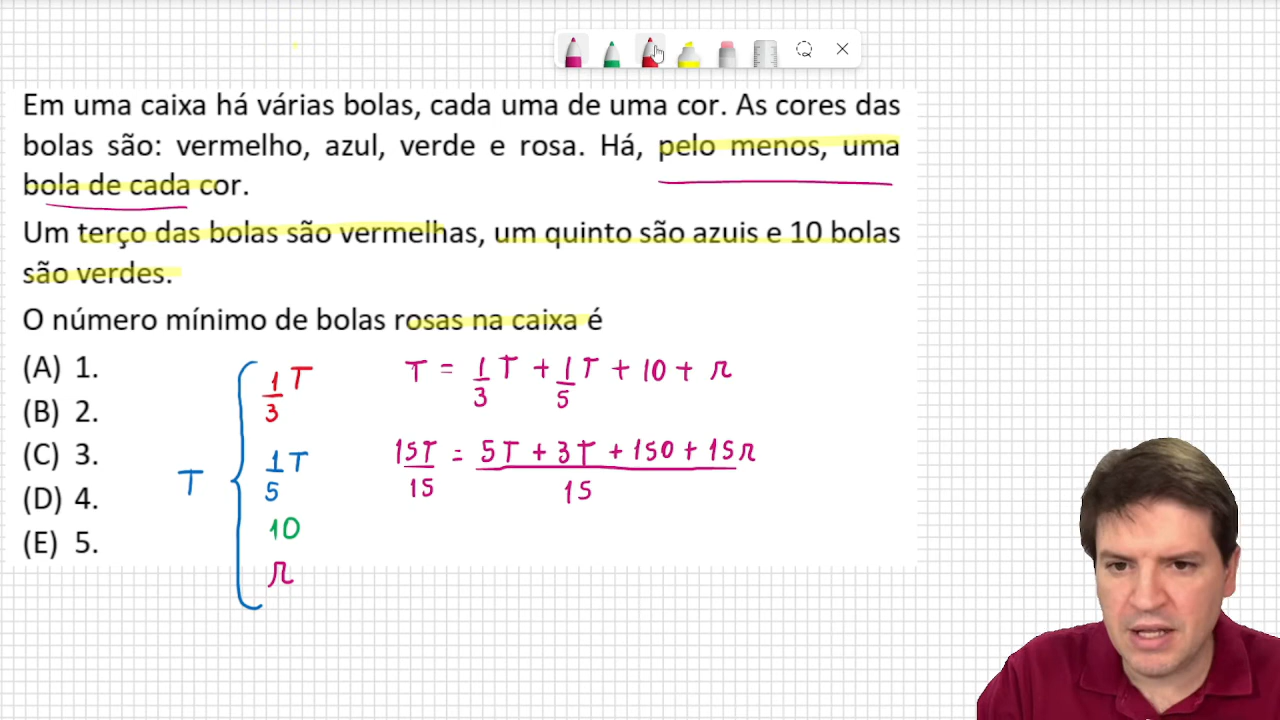 Em uma caixa há várias bolas, cada uma de uma cor. As cores das
bolas são: vermelho, azul, verde e rosa. Há, pelo menos, uma
bola de cada cor.
Um terço das bolas são vermelhas, um quinto são azuis e 10 bolas
são verdes.
O número mínimo de bolas rosas na caixa é
(A) 1.
(B) 2.
(C) 3.
(D) 4.
(E) 5.
T
1/3 T
1/5 T
10
r
T = 1/3 T + 1/5 T + 10 + r
15T/15 = 5T + 3T + 150 + 15r/15